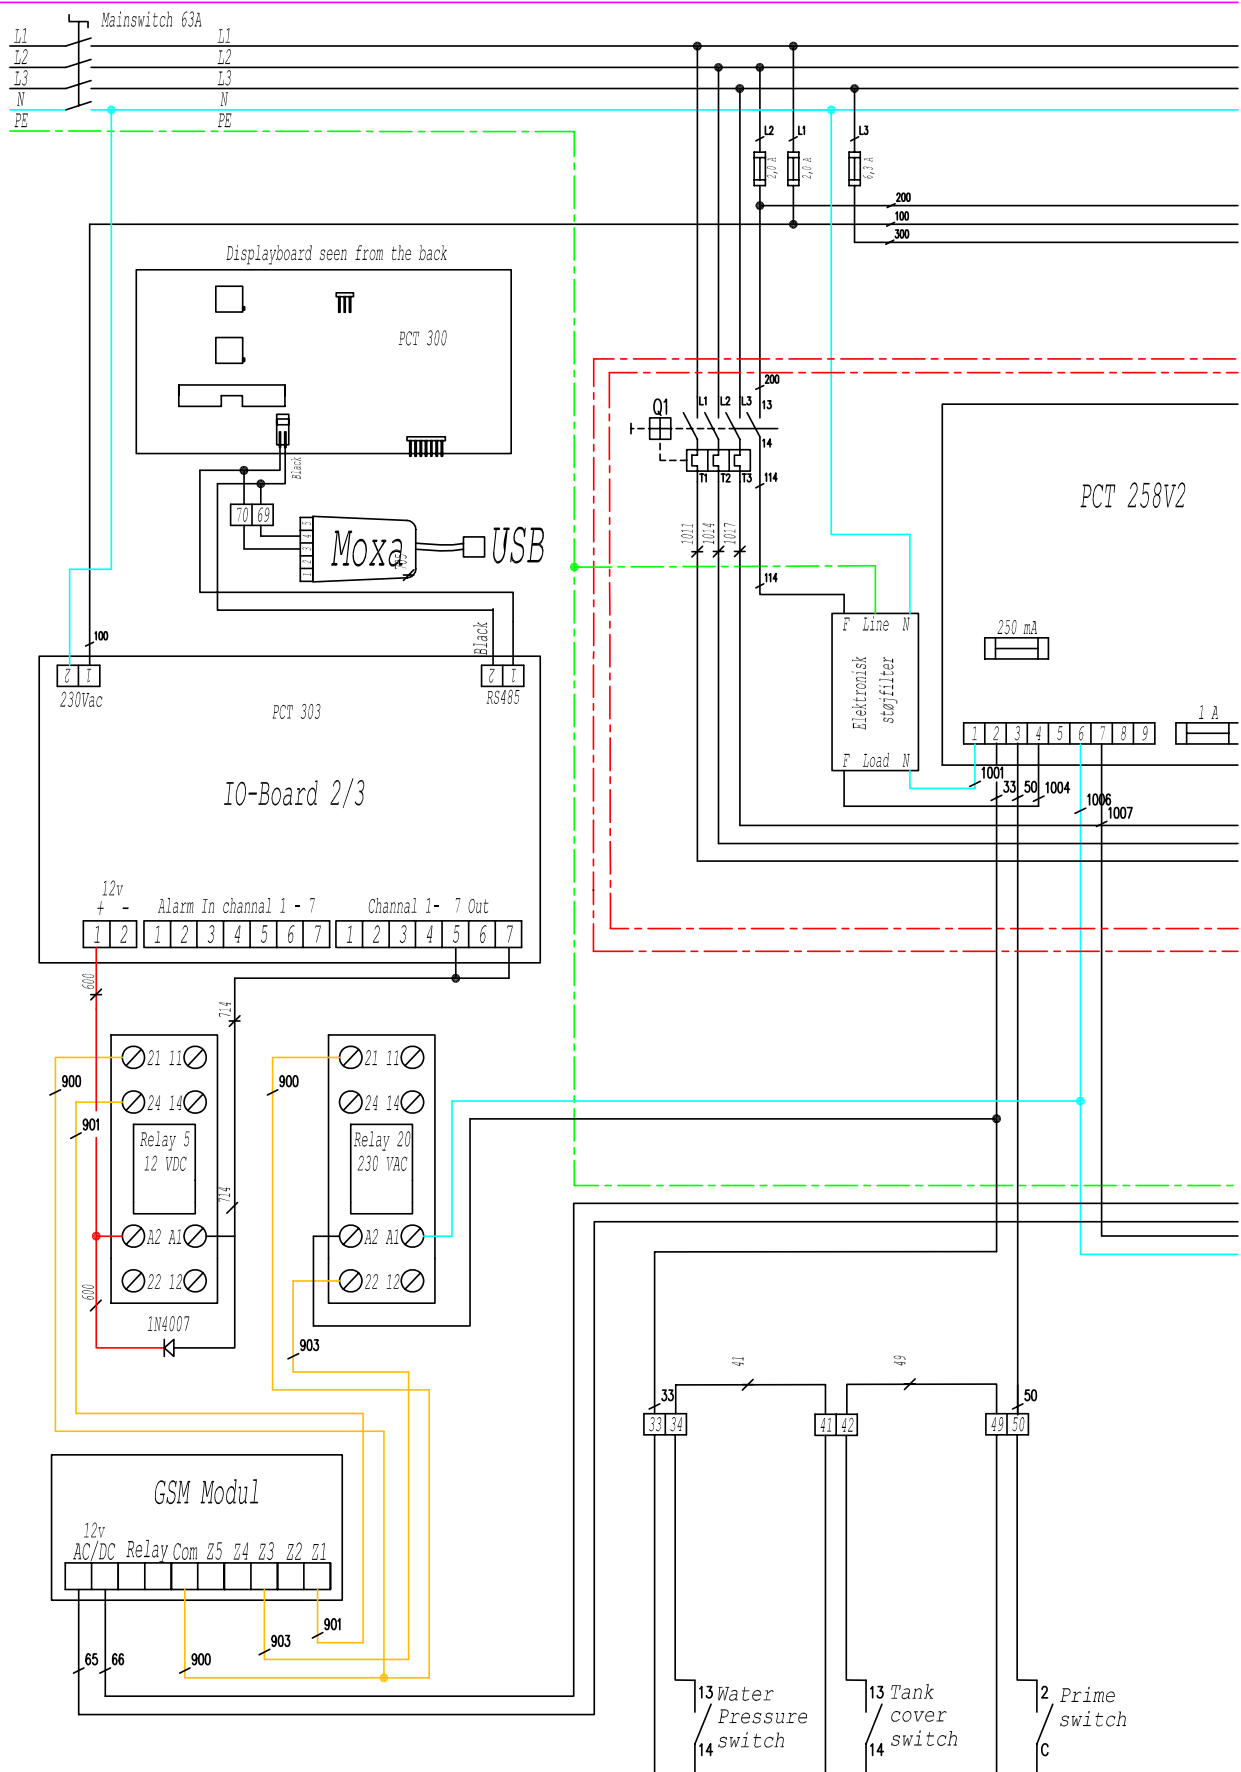 Mainswitch 63A
L1 L1
L2 L2
L3 L3
N N
PE PE
L2 L1 L3
2,0 A 2,0 A 6,3 A
200
100
300
Displayboard seen from the back
PCT 300
Black
200
Q1 L1 L2 L3 13
14
T1 T2 T3 114
1011 1014 1017
PCT 258V2
70 69
1 2 3 4 5
Moxa
USB
114
Black
100
2 1
230Vac
2 1
RS485
PCT 303
IO-Board 2/3
F Line N
Elektronisk
støjfilter
F Load N
250 mA
1 A
1 2 3 4 5 6 7 8 9
1001
33 50 1004
1006
1007
12v
+ -
Alarm In channel 1 - 7
Channal 1- 7 Out
1 2
1 2 3 4 5 6 7
1 2 3 4 5 6 7
600
714
21 11
24 14
900
901
Relay 5
12 VDC
714
A2 A1
22 12
600
1N4007
21 11
24 14
900
Relay 20
230 VAC
A2 A1
22 12
903
41
49
33
50
33 34
41 42
49 50
GSM Modul
12v
AC/DC Relay Com Z5 Z4 Z3 Z2 Z1
65 66 900 903 901
13 Water
Pressure
14 switch
13 Tank
cover
14 switch
2 Prime
switch
C